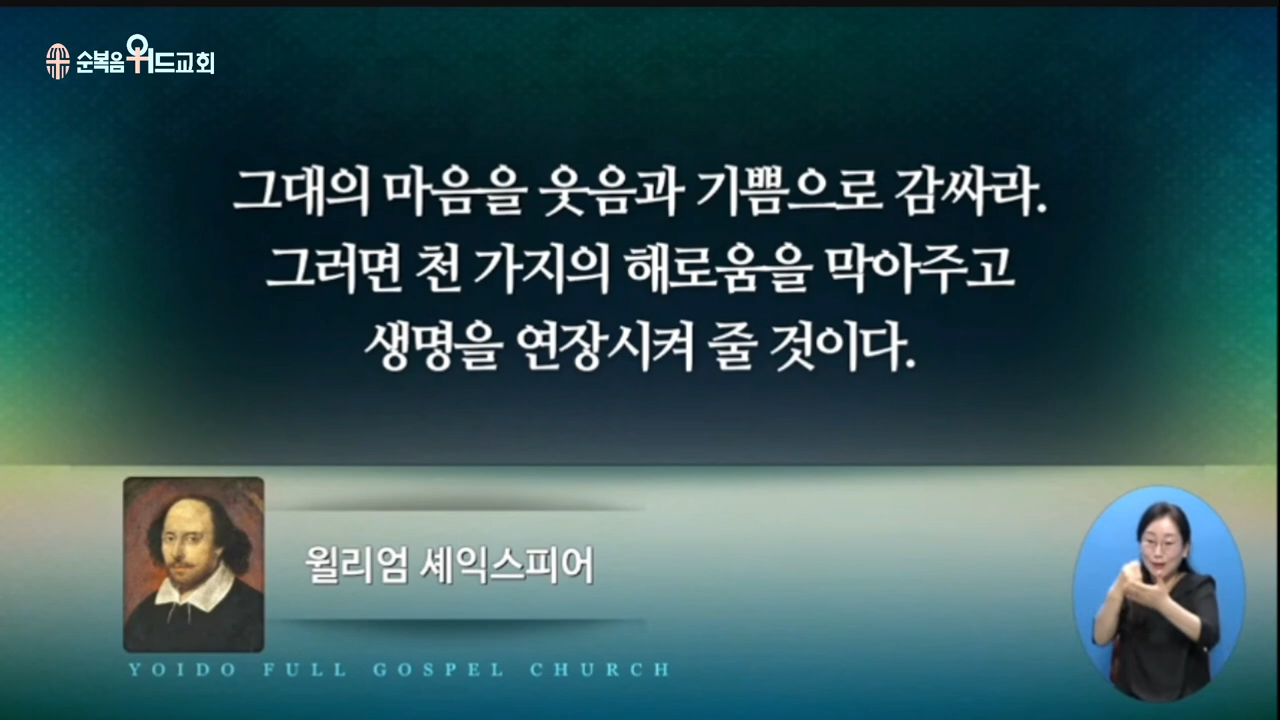 순복음위드교회
그대의 마음을 웃음과 기쁨으로 감싸라.
그러면 천 가지의 해로움을 막아주고
생명을 연장시켜 줄 것이다.
윌리엄 셰익스피어
YOIDO FULL GOSPEL CHURCH